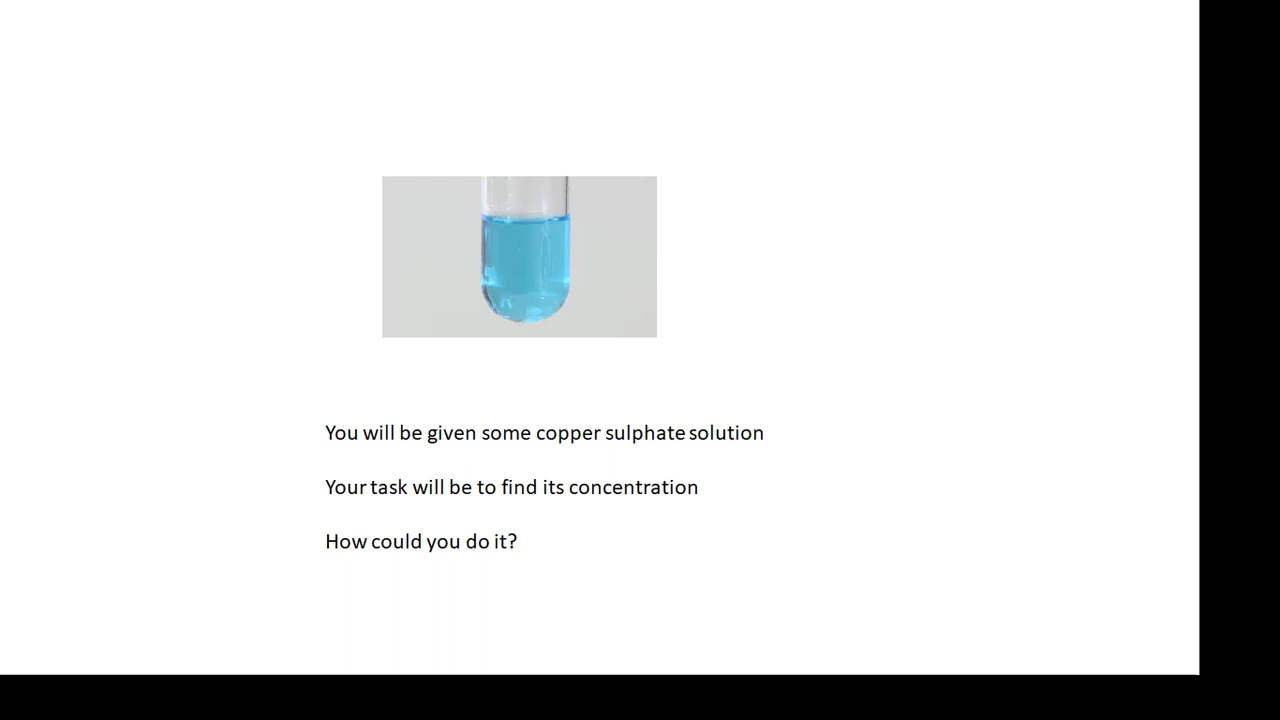 You will be given some copper sulphate solution
Your task will be to find its concentration
How could you do it?